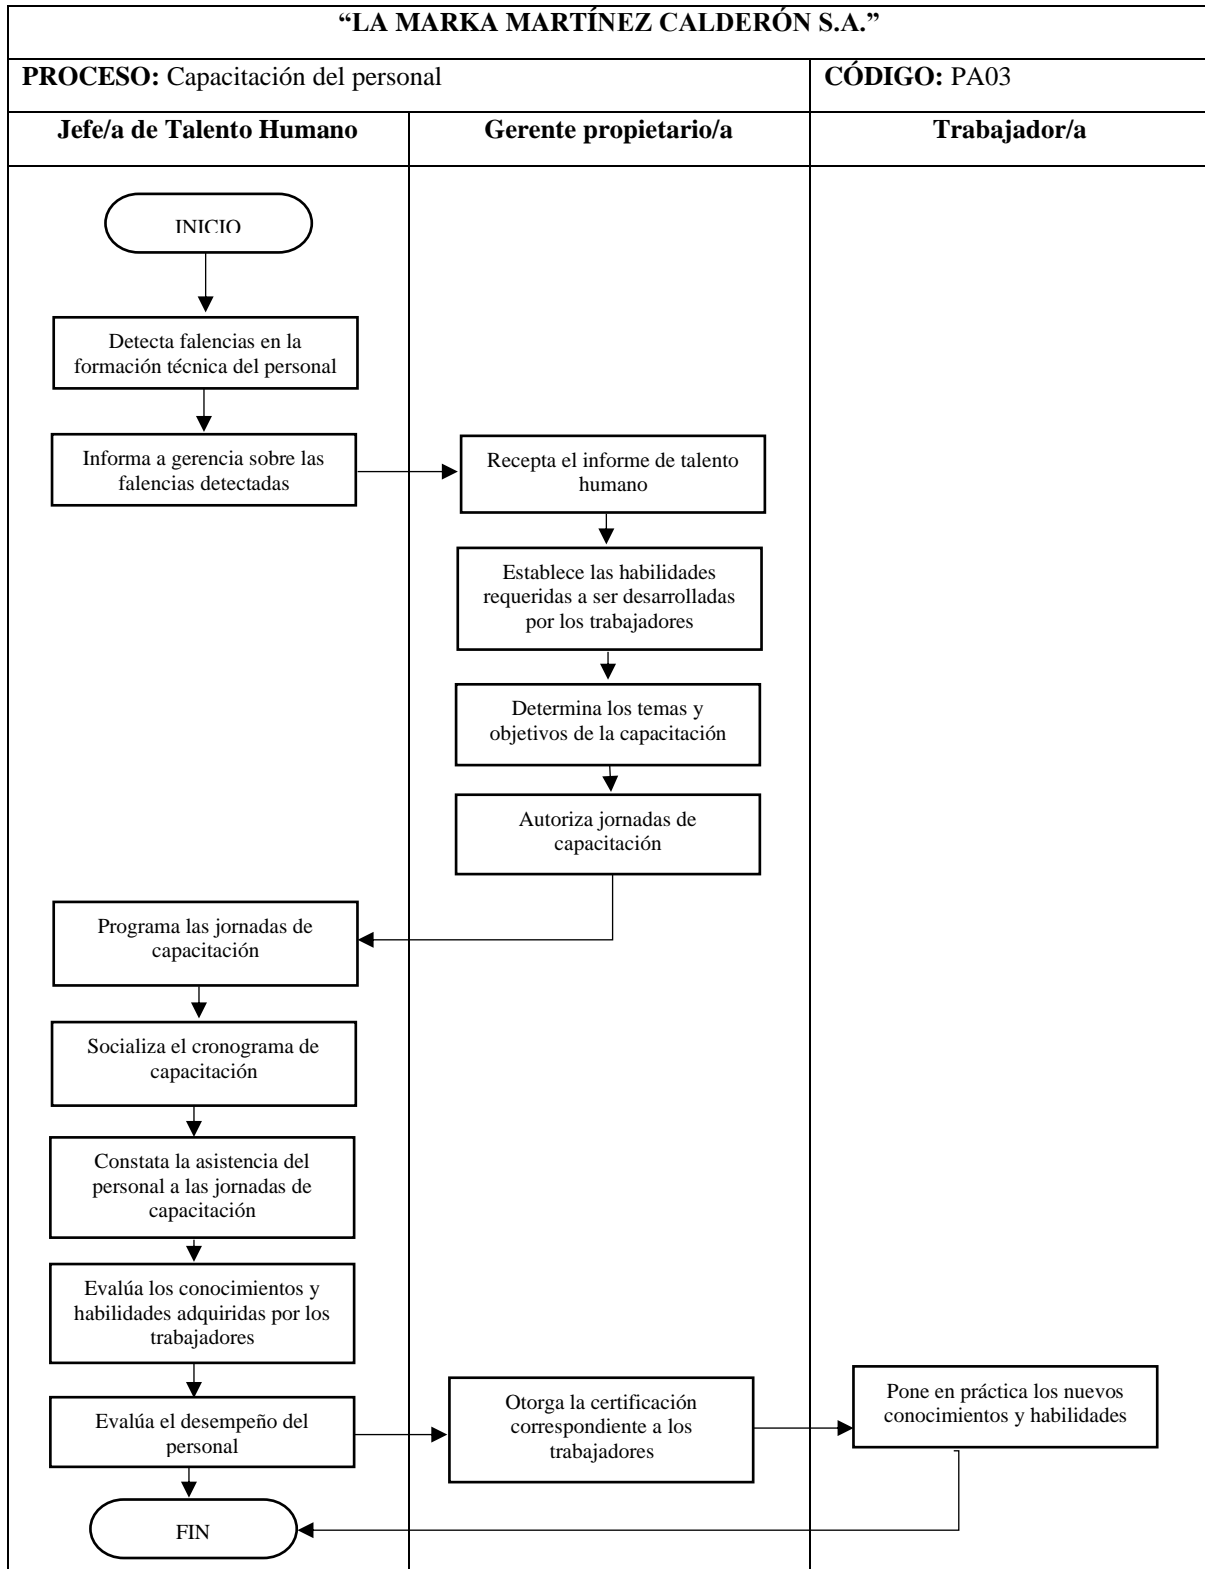 “LA MARKA MARTÍNEZ CALDERÓN S.A.”
PROCESO: Capacitación del personal
CÓDIGO: PA03
Jefe/a de Talento Humano
Gerente propietario/a
Trabajador/a
INICIO
Detecta falencias en la
formación técnica del personal
Informa a gerencia sobre las
falencias detectadas
Recepta el informe de talento
humano
Establece las habilidades
requeridas a ser desarrolladas
por los trabajadores
Determina los temas y
objetivos de la capacitación
Autoriza jornadas de
capacitación
Programa las jornadas de
capacitación
Socializa el cronograma de
capacitación
Constata la asistencia del
personal a las jornadas de
capacitación
Evalúa los conocimientos y
habilidades adquiridas por los
trabajadores
Evalúa el desempeño del
personal
Otorga la certificación
correspondiente a los
trabajadores
Pone en práctica los nuevos
conocimientos y habilidades
FIN